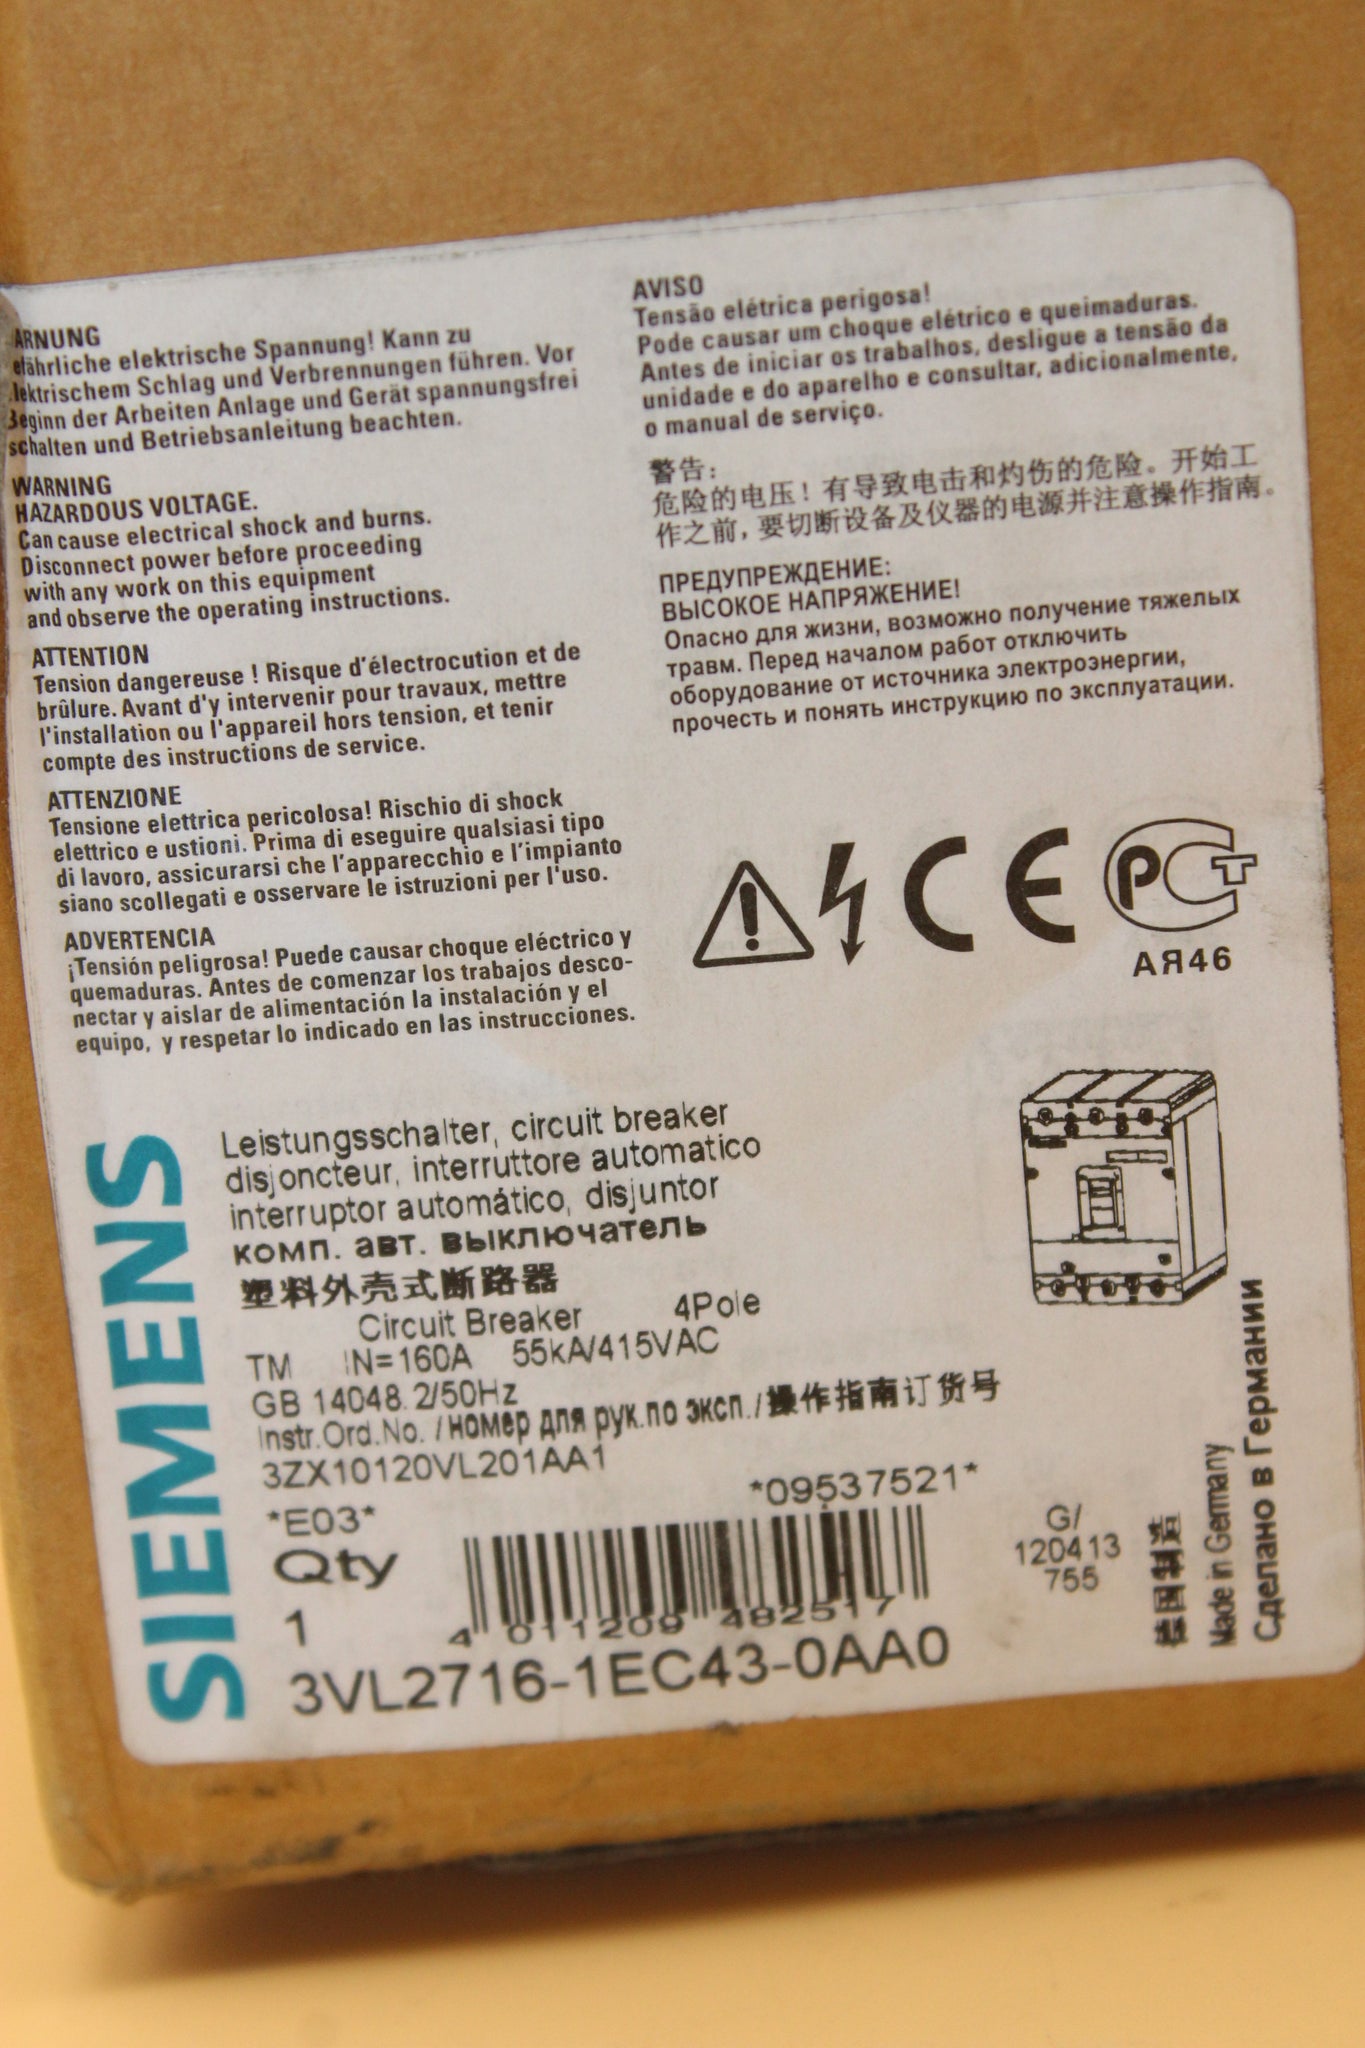 ARNUNG
efährliche elektrische Spannung! Kann zu
lektrischem Schlag und Verbrennungen führen. Vor
Beginn der Arbeiten Anlage und Gerät spannungsfrei
schalten und Betriebsanleitung beachten.
WARNING
HAZARDOUS VOLTAGE.
Can cause electrical shock and burns.
Disconnect power before proceeding
with any work on this equipment
and observe the operating instructions.
ATTENTION
Tension dangereuse ! Risque d'électrocution et de
brûlure. Avant d'y intervenir pour travaux, mettre
l'installation ou l'appareil hors tension, et tenir
compte des instructions de service.
ATTENZIONE
Tensione elettrica pericolosa! Rischio di shock
elettrico e ustioni. Prima di eseguire qualsiasi tipo
di lavoro, assicurarsi che l'apparecchio e l'impianto
siano scollegati e osservare le istruzioni per l'uso.
ADVERTENCIA
¡Tensión peligrosa! Puede causar choque eléctrico y
quemaduras. Antes de comenzar los trabajos desco-
nectar y aislar de alimentación la instalación y el
equipo, y respetar lo indicado en las instrucciones.
AVISO
Tensão elétrica perigosa!
Pode causar um choque elétrico e queimaduras.
Antes de iniciar os trabalhos, desligue a tensão da
unidade e do aparelho e consultar, adicionalmente,
o manual de serviço.
警告:
危险的电压！有导致电击和灼伤的危险。开始工
作之前，要切断设备及仪器的电源并注意操作指南。
ПРЕДУПРЕЖДЕНИЕ:
ВЫСОКОЕ НАПРЯЖЕНИЕ!
Опасно для жизни, возможно получение тяжелых
травм. Перед началом работ отключить
оборудование от источника электроэнергии,
прочесть и понять инструкцию по эксплуатации.
CE
РСТ
АЯ46
SIEMENS
Leistungsschalter, circuit breaker
disjoncteur, interruttore automatico
interruptor automático, disjuntor
комп. авт. выключатель
塑料外壳式断路器
Circuit Breaker 4Pole
TM IN=160A 55kA/415VAC
GB 14048.2/50Hz
Instr.Ord.No. /номер для рук.по эксп./操作指南订货号
3ZX10120VL201AA1
*E03* *09537521*
Qty
1
4 011209 482517
3VL2716-1EC43-0AA0
G/
120413
755
德国制造
Made in Germany
Сделано в Германии